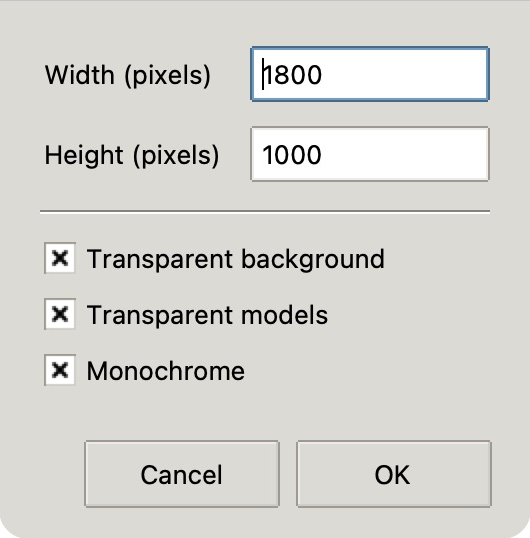 Width (pixels) 1800
Height (pixels) 1000
Transparent background
Transparent models
Monochrome
Cancel OK